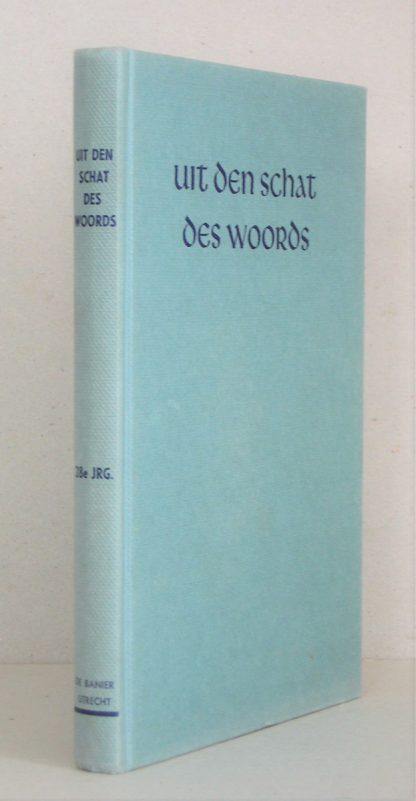 UIT DEN
SCHAT
DES
WOORDS
28e JRG.
DE BANIER
UTRECHT
uit den schat
des woords